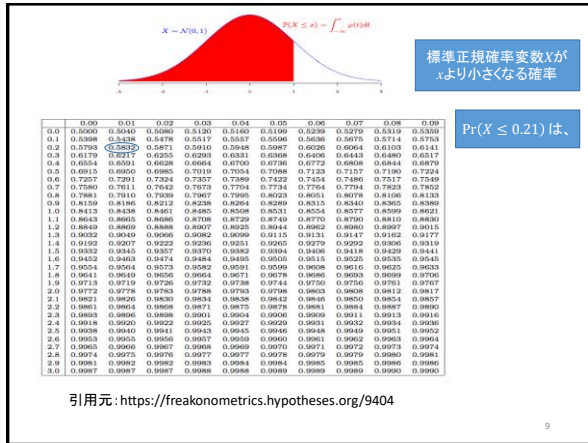 X ~ N(0, 1)
P(X ≤ x) = ∫_{-∞}^{x} φ(t)dt
-3 -2 -1 0 1 2 3
標準正規確率変数Xが
xより小さくなる確率
Pr(X ≤ 0.21) は、
0.00 0.01 0.02 0.03 0.04 0.05 0.06 0.07 0.08 0.09
0.0 0.5000 0.5040 0.5080 0.5120 0.5160 0.5199 0.5239 0.5279 0.5319 0.5359
0.1 0.5398 0.5438 0.5478 0.5517 0.5557 0.5596 0.5636 0.5675 0.5714 0.5753
0.2 0.5793 0.5832 0.5871 0.5910 0.5948 0.5987 0.6026 0.6064 0.6103 0.6141
0.3 0.6179 0.6217 0.6255 0.6293 0.6331 0.6368 0.6406 0.6443 0.6480 0.6517
0.4 0.6554 0.6591 0.6628 0.6664 0.6700 0.6736 0.6772 0.6808 0.6844 0.6879
0.5 0.6915 0.6950 0.6985 0.7019 0.7054 0.7088 0.7123 0.7157 0.7190 0.7224
0.6 0.7257 0.7291 0.7324 0.7357 0.7389 0.7422 0.7454 0.7486 0.7517 0.7549
0.7 0.7580 0.7611 0.7642 0.7673 0.7704 0.7734 0.7764 0.7794 0.7823 0.7852
0.8 0.7881 0.7910 0.7939 0.7967 0.7995 0.8023 0.8051 0.8078 0.8106 0.8133
0.9 0.8159 0.8186 0.8212 0.8238 0.8264 0.8289 0.8315 0.8340 0.8365 0.8389
1.0 0.8413 0.8438 0.8461 0.8485 0.8508 0.8531 0.8554 0.8577 0.8599 0.8621
1.1 0.8643 0.8665 0.8686 0.8708 0.8729 0.8749 0.8770 0.8790 0.8810 0.8830
1.2 0.8849 0.8869 0.8888 0.8907 0.8925 0.8944 0.8962 0.8980 0.8997 0.9015
1.3 0.9032 0.9049 0.9066 0.9082 0.9099 0.9115 0.9131 0.9147 0.9162 0.9177
1.4 0.9192 0.9207 0.9222 0.9236 0.9251 0.9265 0.9279 0.9292 0.9306 0.9319
1.5 0.9332 0.9345 0.9357 0.9370 0.9382 0.9394 0.9406 0.9418 0.9429 0.9441
1.6 0.9452 0.9463 0.9474 0.9484 0.9495 0.9505 0.9515 0.9525 0.9535 0.9545
1.7 0.9554 0.9564 0.9573 0.9582 0.9591 0.9599 0.9608 0.9616 0.9625 0.9633
1.8 0.9641 0.9649 0.9656 0.9664 0.9671 0.9678 0.9686 0.9693 0.9699 0.9706
1.9 0.9713 0.9719 0.9726 0.9732 0.9738 0.9744 0.9750 0.9756 0.9761 0.9767
2.0 0.9772 0.9778 0.9783 0.9788 0.9793 0.9798 0.9803 0.9808 0.9812 0.9817
2.1 0.9821 0.9826 0.9830 0.9834 0.9838 0.9842 0.9846 0.9850 0.9854 0.9857
2.2 0.9861 0.9864 0.9868 0.9871 0.9875 0.9878 0.9881 0.9884 0.9887 0.9890
2.3 0.9893 0.9896 0.9898 0.9901 0.9904 0.9906 0.9909 0.9911 0.9913 0.9916
2.4 0.9918 0.9920 0.9922 0.9925 0.9927 0.9929 0.9931 0.9932 0.9934 0.9936
2.5 0.9938 0.9940 0.9941 0.9943 0.9945 0.9946 0.9948 0.9949 0.9951 0.9952
2.6 0.9953 0.9955 0.9956 0.9957 0.9959 0.9960 0.9961 0.9962 0.9963 0.9964
2.7 0.9965 0.9966 0.9967 0.9968 0.9969 0.9970 0.9971 0.9972 0.9973 0.9974
2.8 0.9974 0.9975 0.9976 0.9977 0.9977 0.9978 0.9979 0.9979 0.9980 0.9981
2.9 0.9981 0.9982 0.9982 0.9983 0.9984 0.9984 0.9985 0.9985 0.9986 0.9986
3.0 0.9987 0.9987 0.9987 0.9988 0.9988 0.9989 0.9989 0.9989 0.9990 0.9990
引用元：https://freakonometrics.hypotheses.org/9404
9